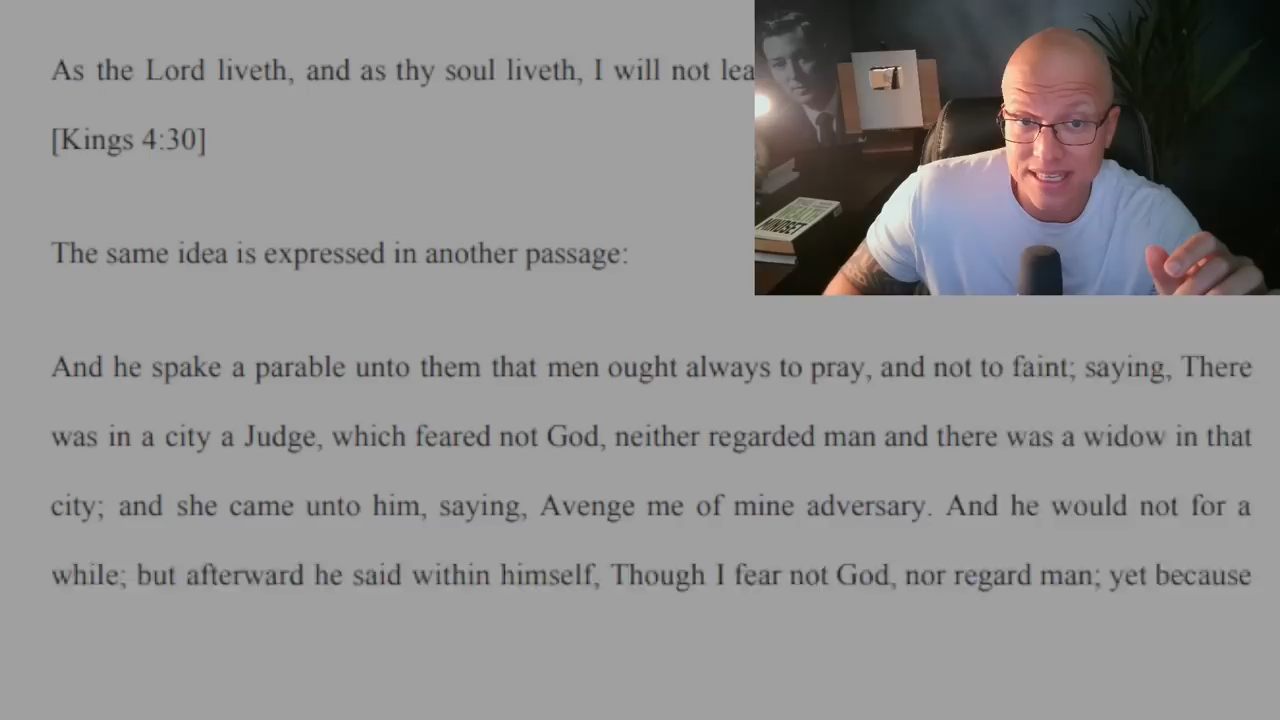 As the Lord liveth, and as thy soul liveth, I will not lea
[Kings 4:30]
The same idea is expressed in another passage:
And he spake a parable unto them that men ought always to pray, and not to faint; saying, There
was in a city a Judge, which feared not God, neither regarded man and there was a widow in that
city; and she came unto him, saying, Avenge me of mine adversary. And he would not for a
while; but afterward he said within himself, Though I fear not God, nor regard man; yet because
MINDSET